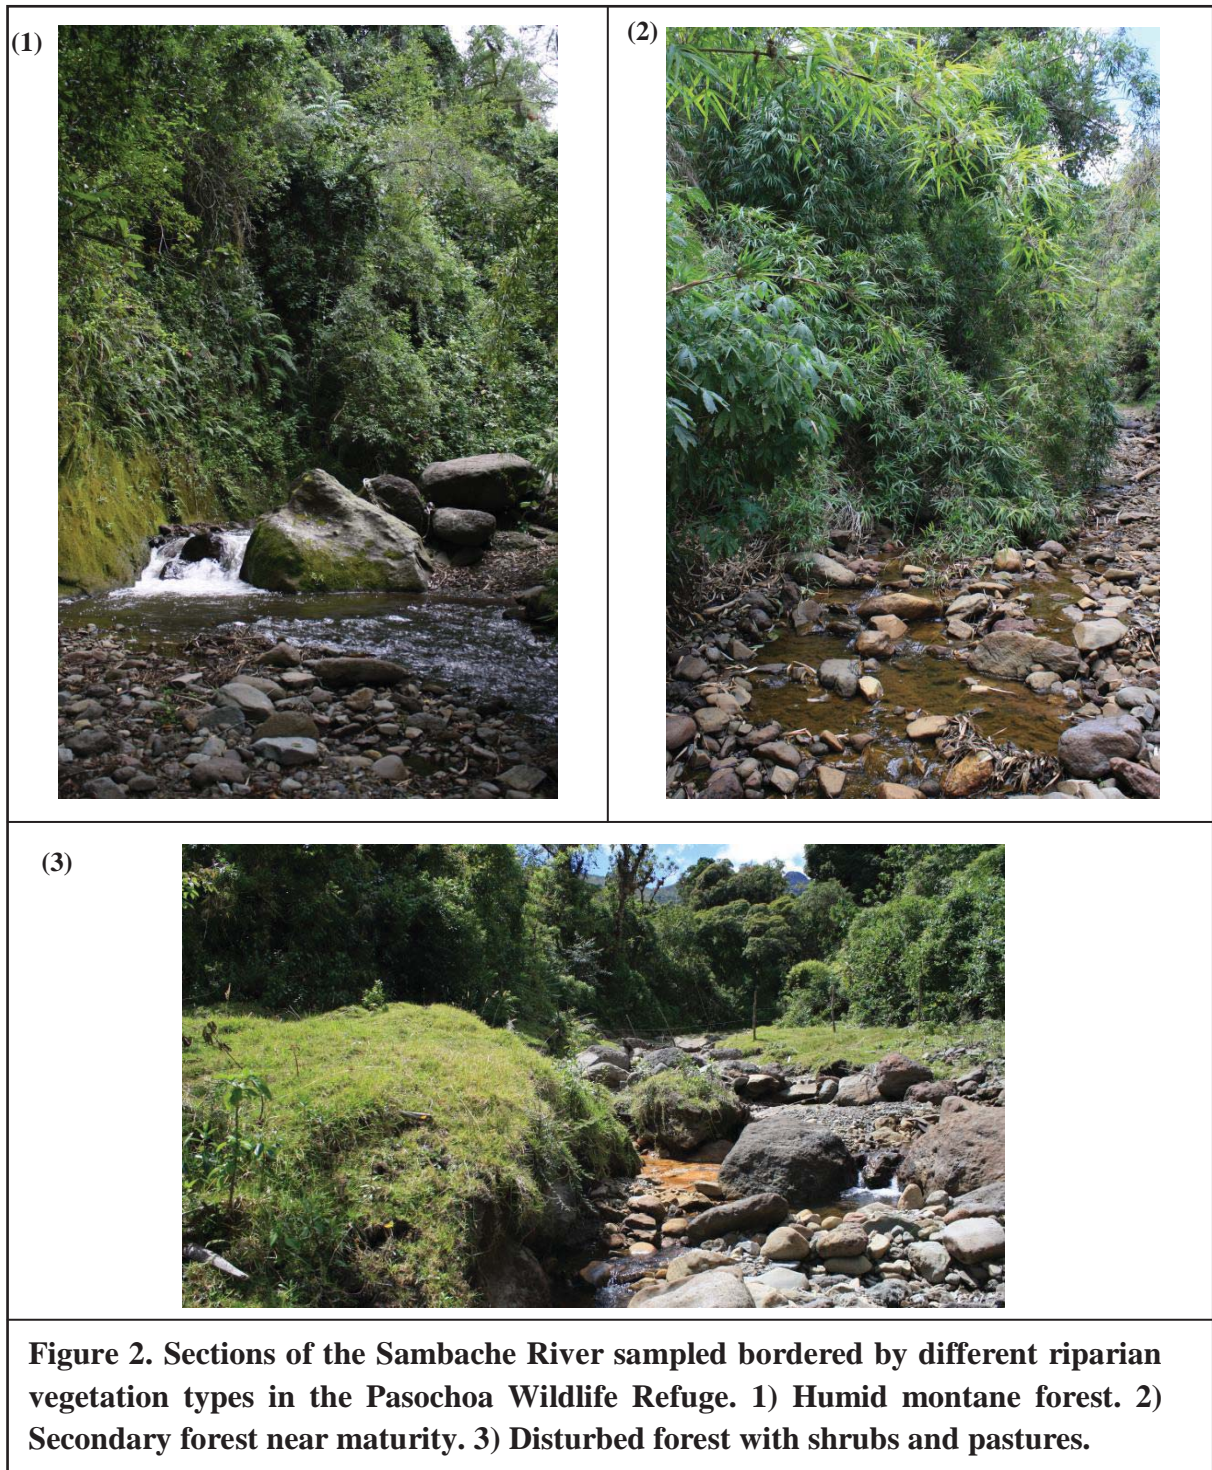 (1)
(2)
(3)
Figure 2. Sections of the Sambache River sampled bordered by different riparian
vegetation types in the Pasochoa Wildlife Refuge. 1) Humid montane forest. 2)
Secondary forest near maturity. 3) Disturbed forest with shrubs and pastures.